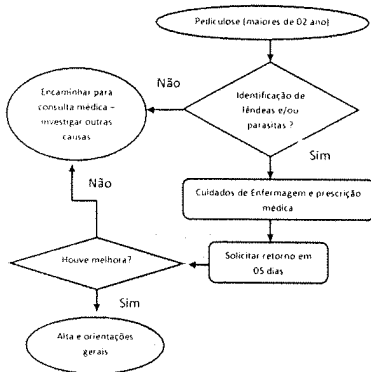 Pediculose (maiores de 02 ano)
Não
Encaminhar para
consulta médica –
investigar outras
causas
Identificação de
lêndeas e/ou
parasitas ?
Sim
Cuidados de Enfermagem e prescrição
médica
Não
Solicitar retorno em
05 dias
Houve melhora?
Sim
Alta e orientações
gerais